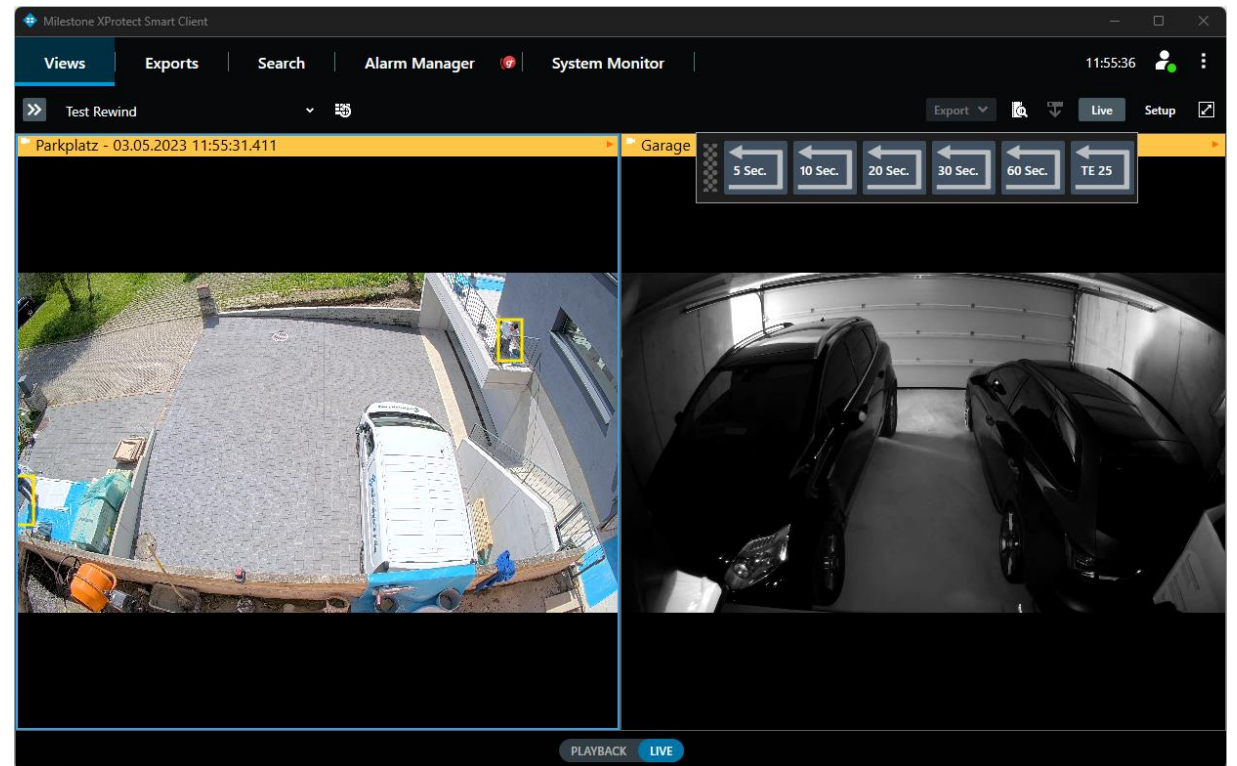 Milestone XProtect Smart Client
Views Exports Search Alarm Manager System Monitor 11:55:36
Test Rewind Export Live Setup
Parkplatz - 03.05.2023 11:55:31.411
Garage
5 Sec. 10 Sec. 20 Sec. 30 Sec. 60 Sec. TE 25
PLAYBACK LIVE